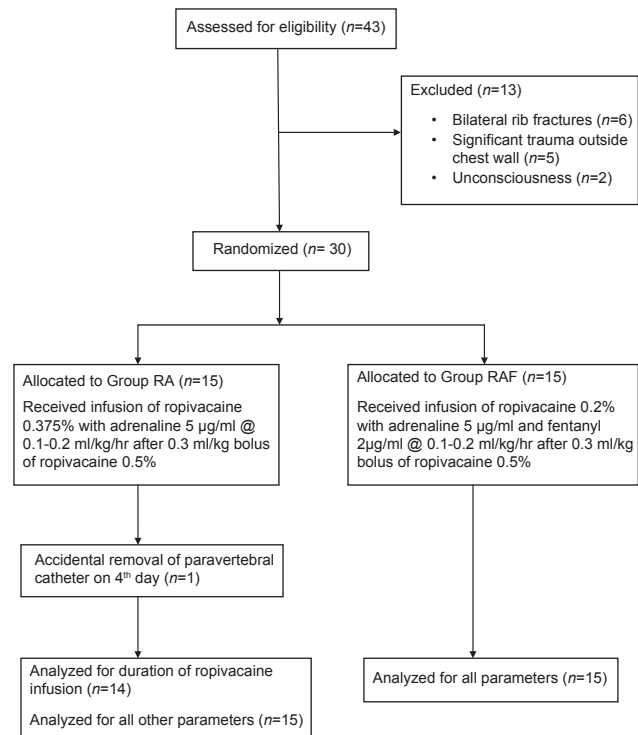 Assessed for eligibility (n=43)
Excluded (n=13)
• Bilateral rib fractures (n=6)
• Significant trauma outside
chest wall (n=5)
• Unconsciousness (n=2)
Randomized (n= 30)
Allocated to Group RA (n=15)
Received infusion of ropivacaine
0.375% with adrenaline 5 µg/ml @
0.1-0.2 ml/kg/hr after 0.3 ml/kg bolus
of ropivacaine 0.5%
Allocated to Group RAF (n=15)
Received infusion of ropivacaine 0.2%
with adrenaline 5 µg/ml and fentanyl
2µg/ml @ 0.1-0.2 ml/kg/hr after 0.3 ml/kg
bolus of ropivacaine 0.5%
Accidental removal of paravertebral
catheter on 4th day (n=1)
Analyzed for duration of ropivacaine
infusion (n=14)
Analyzed for all other parameters (n=15)
Analyzed for all parameters (n=15)